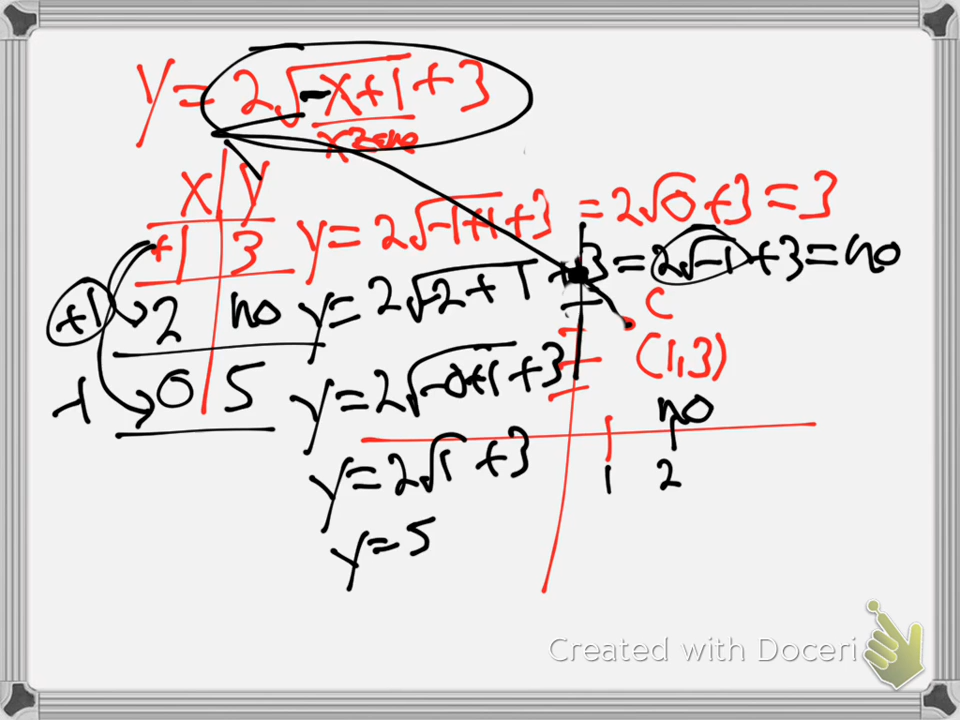 y = 2√-x+1 + 3
x y
+1 3 y = 2√-1+1 + 3 = 2√0 + 3 = 3
+1 2 no y = 2√-2+1 + 3 = 2√-1 + 3 = no
C
(1,3)
-1 0 5 y = 2√-0+1 + 3
no
y = 2√1 + 3
1 2
y = 5
Created with Doceri